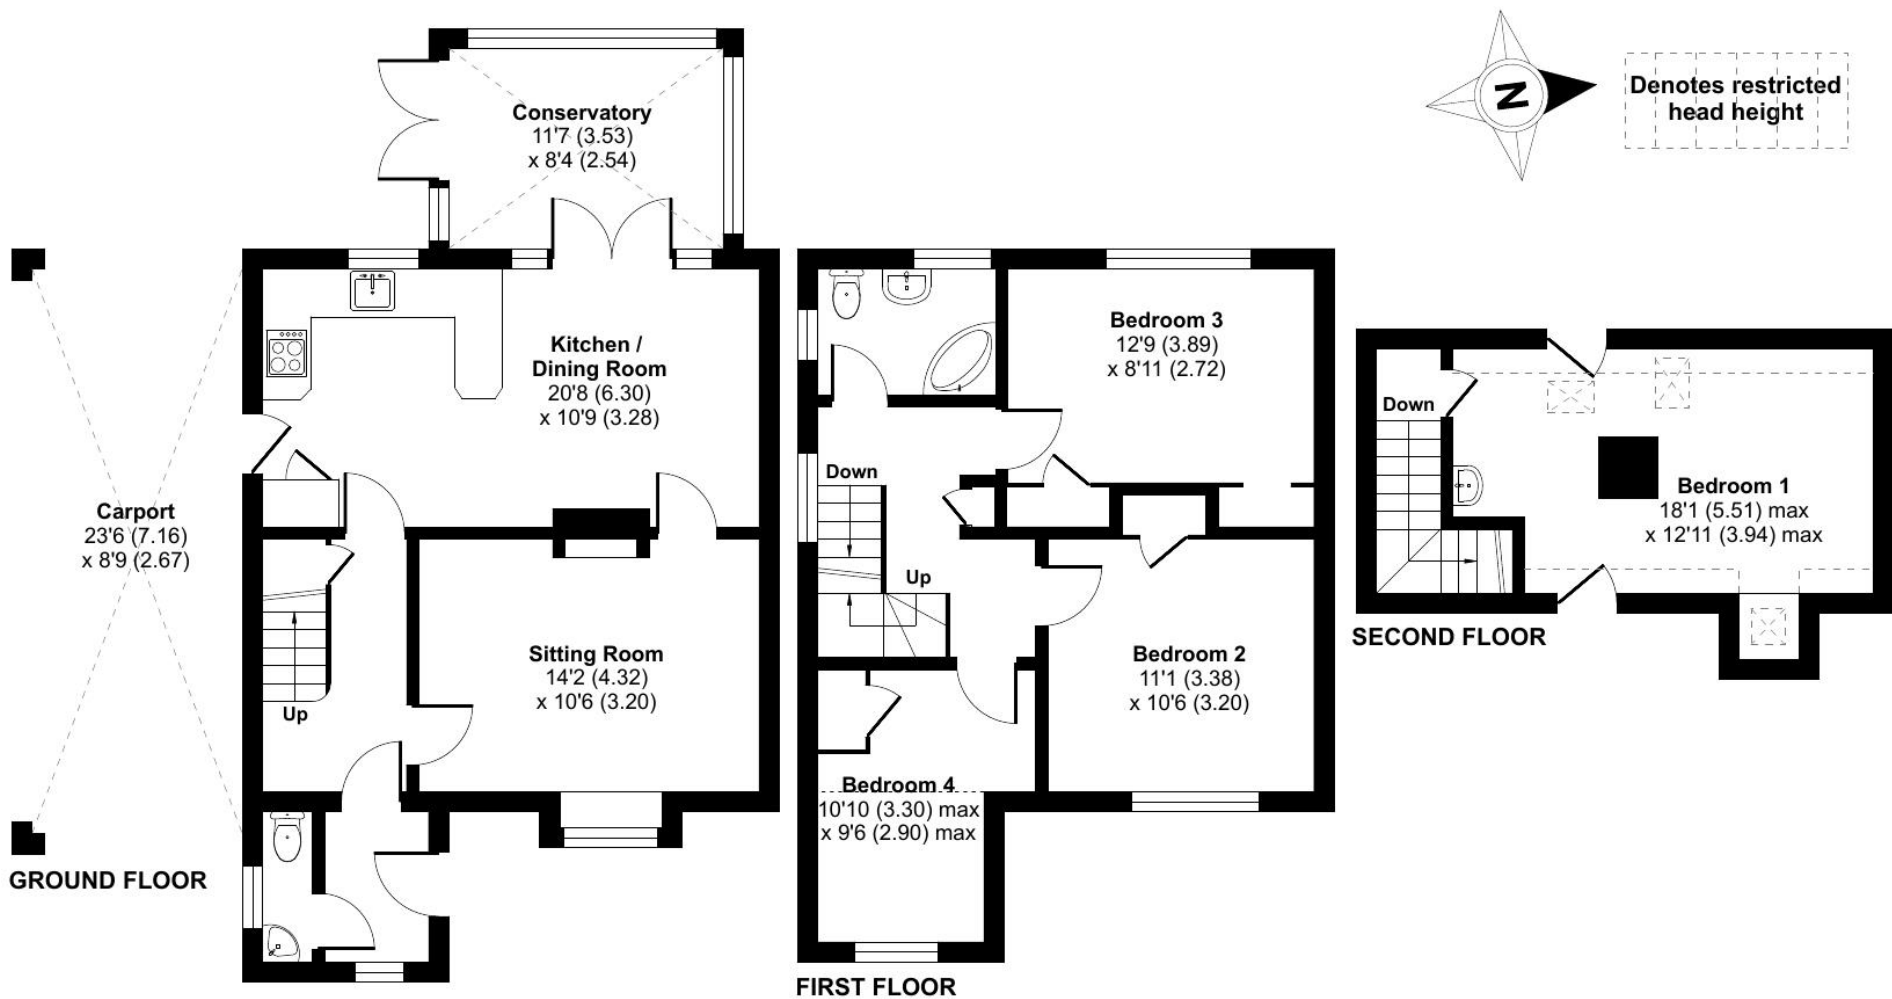 Conservatory
11'7 (3.53)
x 8'4 (2.54)
N
Denotes restricted
head height
Kitchen /
Dining Room
20'8 (6.30)
x 10'9 (3.28)
Carport
23'6 (7.16)
x 8'9 (2.67)
Sitting Room
14'2 (4.32)
x 10'6 (3.20)
Up
GROUND FLOOR
Bedroom 3
12'9 (3.89)
x 8'11 (2.72)
Down
Up
Bedroom 2
11'1 (3.38)
x 10'6 (3.20)
Bedroom 4
10'10 (3.30) max
x 9'6 (2.90) max
FIRST FLOOR
Down
Bedroom 1
18'1 (5.51) max
x 12'11 (3.94) max
SECOND FLOOR